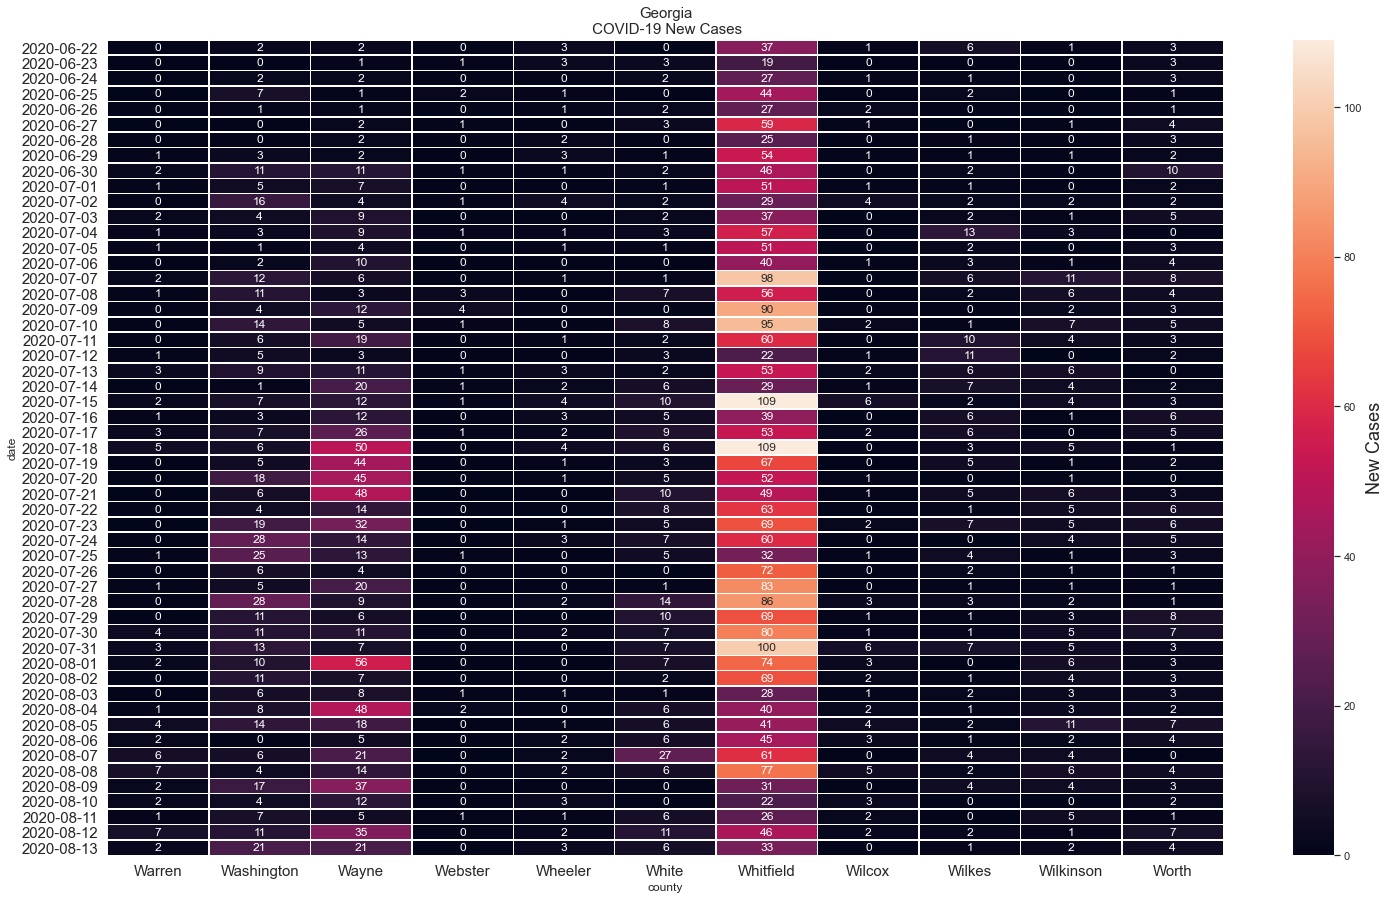 Georgia
COVID-19 New Cases
2020-06-22 0 2 2 0 3 0 37 1 6 1 3
2020-06-23 0 0 1 1 3 3 19 0 0 0 3
2020-06-24 0 2 2 0 0 2 27 1 1 0 3
2020-06-25 0 7 1 2 1 0 44 0 2 0 1
2020-06-26 0 1 1 0 1 2 27 2 0 0 1
2020-06-27 0 0 2 1 0 3 59 1 0 1 4
2020-06-28 0 0 2 0 2 0 25 0 1 0 3
2020-06-29 1 3 2 0 3 1 54 1 1 1 2
2020-06-30 2 11 11 1 1 2 46 0 2 0 10
2020-07-01 1 5 7 0 0 1 51 1 1 0 2
2020-07-02 0 16 4 1 4 2 29 4 2 2 2
2020-07-03 2 4 9 0 0 2 37 0 2 1 5
2020-07-04 1 3 9 1 1 3 57 0 13 3 0
2020-07-05 1 1 4 0 1 1 51 0 2 0 3
2020-07-06 0 2 10 0 0 0 40 1 3 1 4
2020-07-07 2 12 6 0 1 1 98 0 6 11 8
2020-07-08 1 11 3 3 0 7 56 0 2 6 4
2020-07-09 0 4 12 4 0 0 90 0 0 2 3
2020-07-10 0 14 5 1 0 8 95 2 1 7 5
2020-07-11 0 6 19 0 1 2 60 0 10 4 3
2020-07-12 1 5 3 0 0 3 22 1 11 0 2
2020-07-13 3 9 11 1 3 2 53 2 6 6 0
2020-07-14 0 1 20 1 2 6 29 1 7 4 2
2020-07-15 2 7 12 1 4 10 109 6 2 4 3
2020-07-16 1 3 12 0 3 5 39 0 6 1 6
2020-07-17 3 7 26 1 2 9 53 2 6 0 5
2020-07-18 5 6 50 0 4 6 109 0 3 5 1
2020-07-19 0 5 44 0 1 3 67 0 5 1 2
2020-07-20 0 18 45 0 1 5 52 1 0 1 0
2020-07-21 0 6 48 0 0 10 49 1 5 6 3
2020-07-22 0 4 14 0 0 8 63 0 1 5 6
2020-07-23 0 19 32 0 1 5 69 2 7 5 6
2020-07-24 0 28 14 0 3 7 60 0 0 4 5
2020-07-25 1 25 13 1 0 5 32 1 4 1 3
2020-07-26 0 6 4 0 0 0 72 0 2 1 1
2020-07-27 1 5 20 0 0 1 83 0 1 1 1
2020-07-28 0 28 9 0 2 14 86 3 3 2 1
2020-07-29 0 11 6 0 0 10 69 1 1 3 8
2020-07-30 4 11 11 0 2 7 80 1 1 5 7
2020-07-31 3 13 7 0 0 7 100 6 7 5 3
2020-08-01 2 10 56 0 0 7 74 3 0 6 3
2020-08-02 0 11 7 0 0 2 69 2 1 4 3
2020-08-03 0 6 8 1 1 1 28 1 2 3 3
2020-08-04 1 8 48 2 0 6 40 2 1 3 2
2020-08-05 4 14 18 0 1 6 41 4 2 11 7
2020-08-06 2 0 5 0 2 6 45 3 1 2 4
2020-08-07 6 6 21 0 2 27 61 0 4 4 0
2020-08-08 7 4 14 0 2 6 77 5 2 6 4
2020-08-09 2 17 37 0 0 0 31 0 4 4 3
2020-08-10 2 4 12 0 3 0 22 3 0 0 2
2020-08-11 1 7 5 1 1 6 26 2 0 5 1
2020-08-12 7 11 35 0 2 11 46 2 2 1 7
2020-08-13 2 21 21 0 3 6 33 0 1 2 4
Warren Washington Wayne Webster Wheeler White Whitfield Wilcox Wilkes Wilkinson Worth
county
date
100
80
60
40
20
0
New Cases